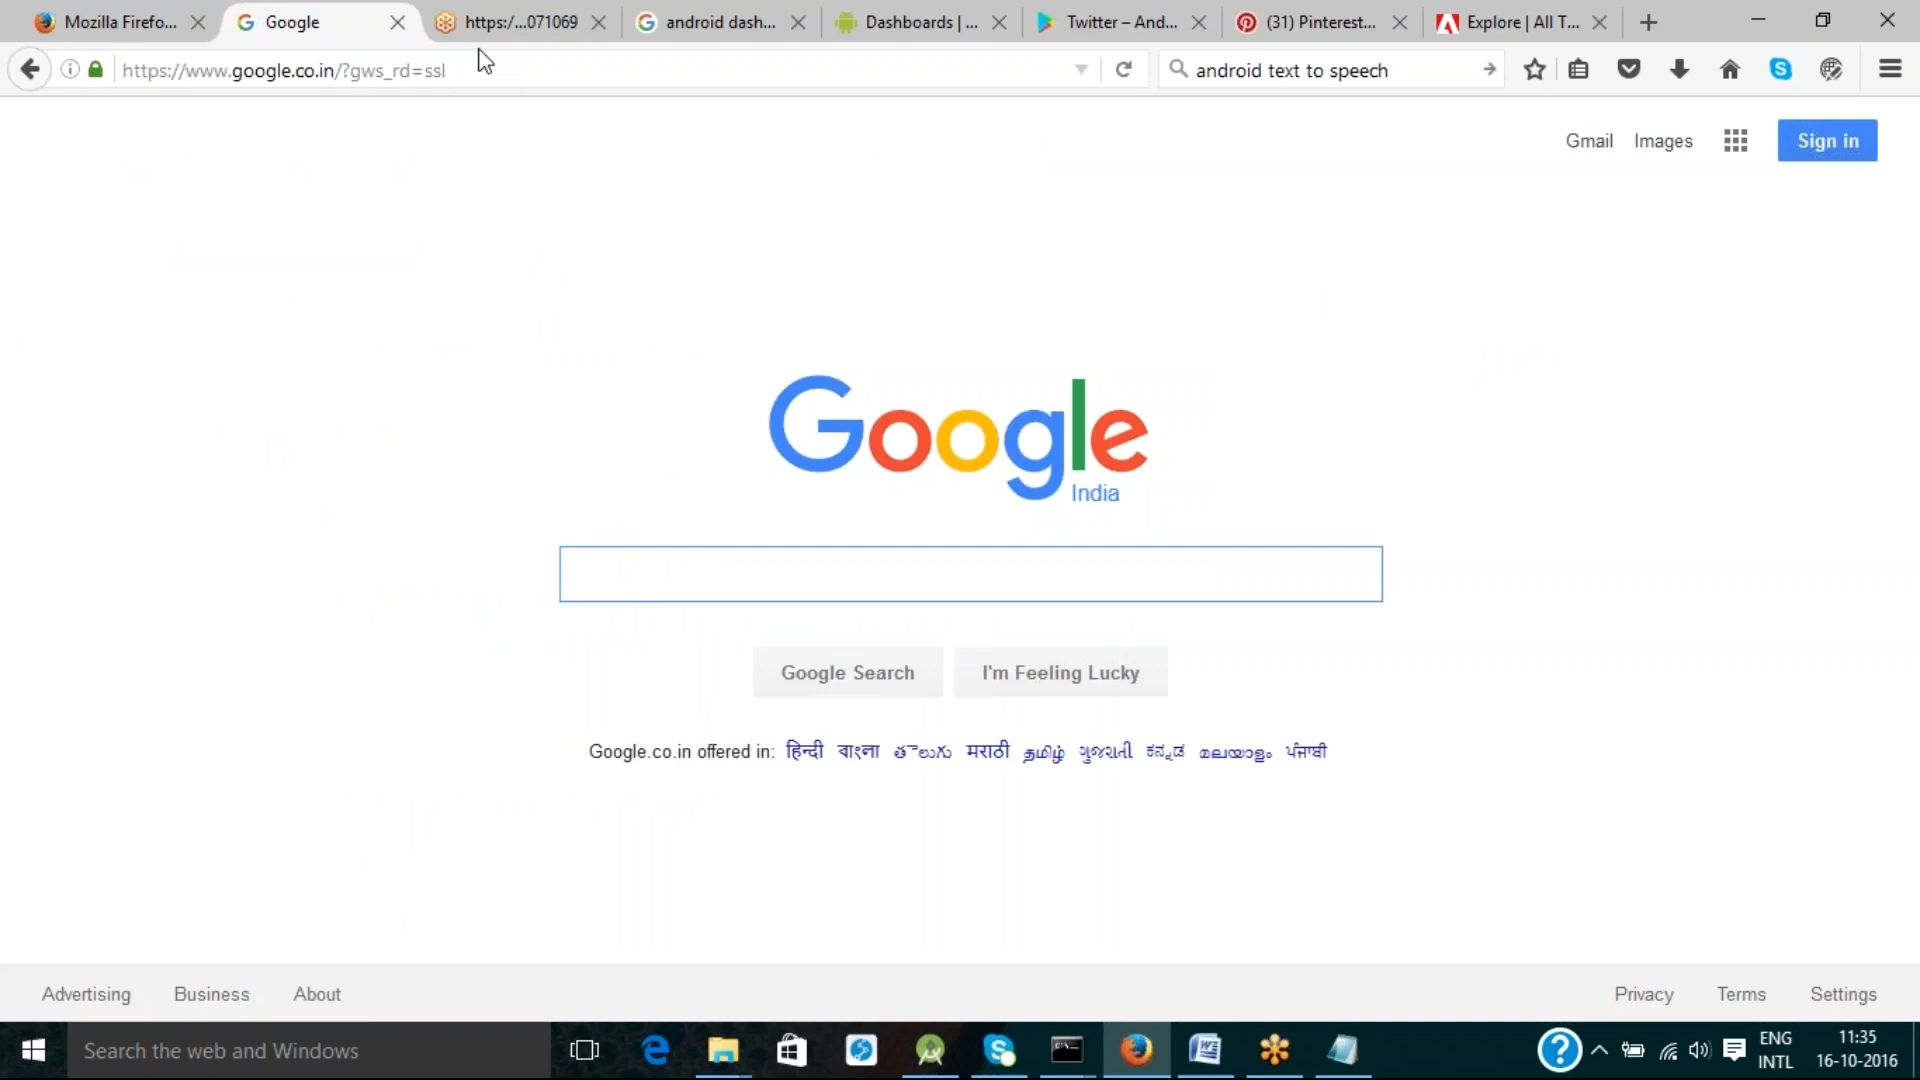 Mozilla Firefo...
Google
https:/...071069
android dash...
Dashboards | ...
Twitter – And...
(31) Pinterest...
Explore | All T...
https://www.google.co.in/?gws_rd=ssl
android text to speech
Gmail
Images
Sign in
Google
India
Google Search
I'm Feeling Lucky
Google.co.in offered in: हिन्दी বাংলা తెలుగు मराठी தமிழ் ગુજરાતી ಕನ್ನಡ മലയാളം ਪੰਜਾਬੀ
Advertising
Business
About
Privacy
Terms
Settings
Search the web and Windows
ENG
INTL
11:35
16-10-2016